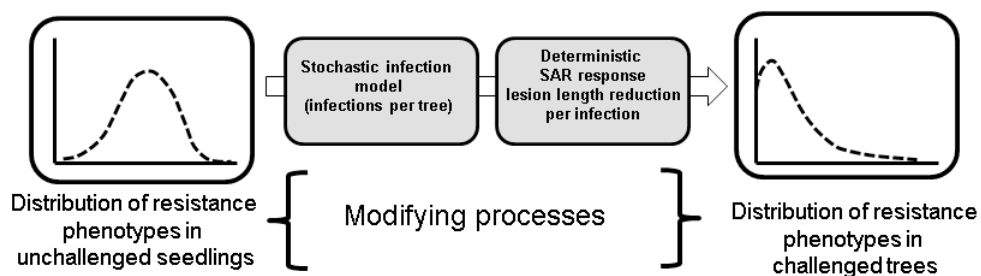 Stochastic infection
model
(infections per tree)
Deterministic
SAR response
lesion length reduction
per infection
Distribution of resistance
phenotypes in
unchallenged seedlings
Modifying processes
Distribution of resistance
phenotypes in
challenged trees